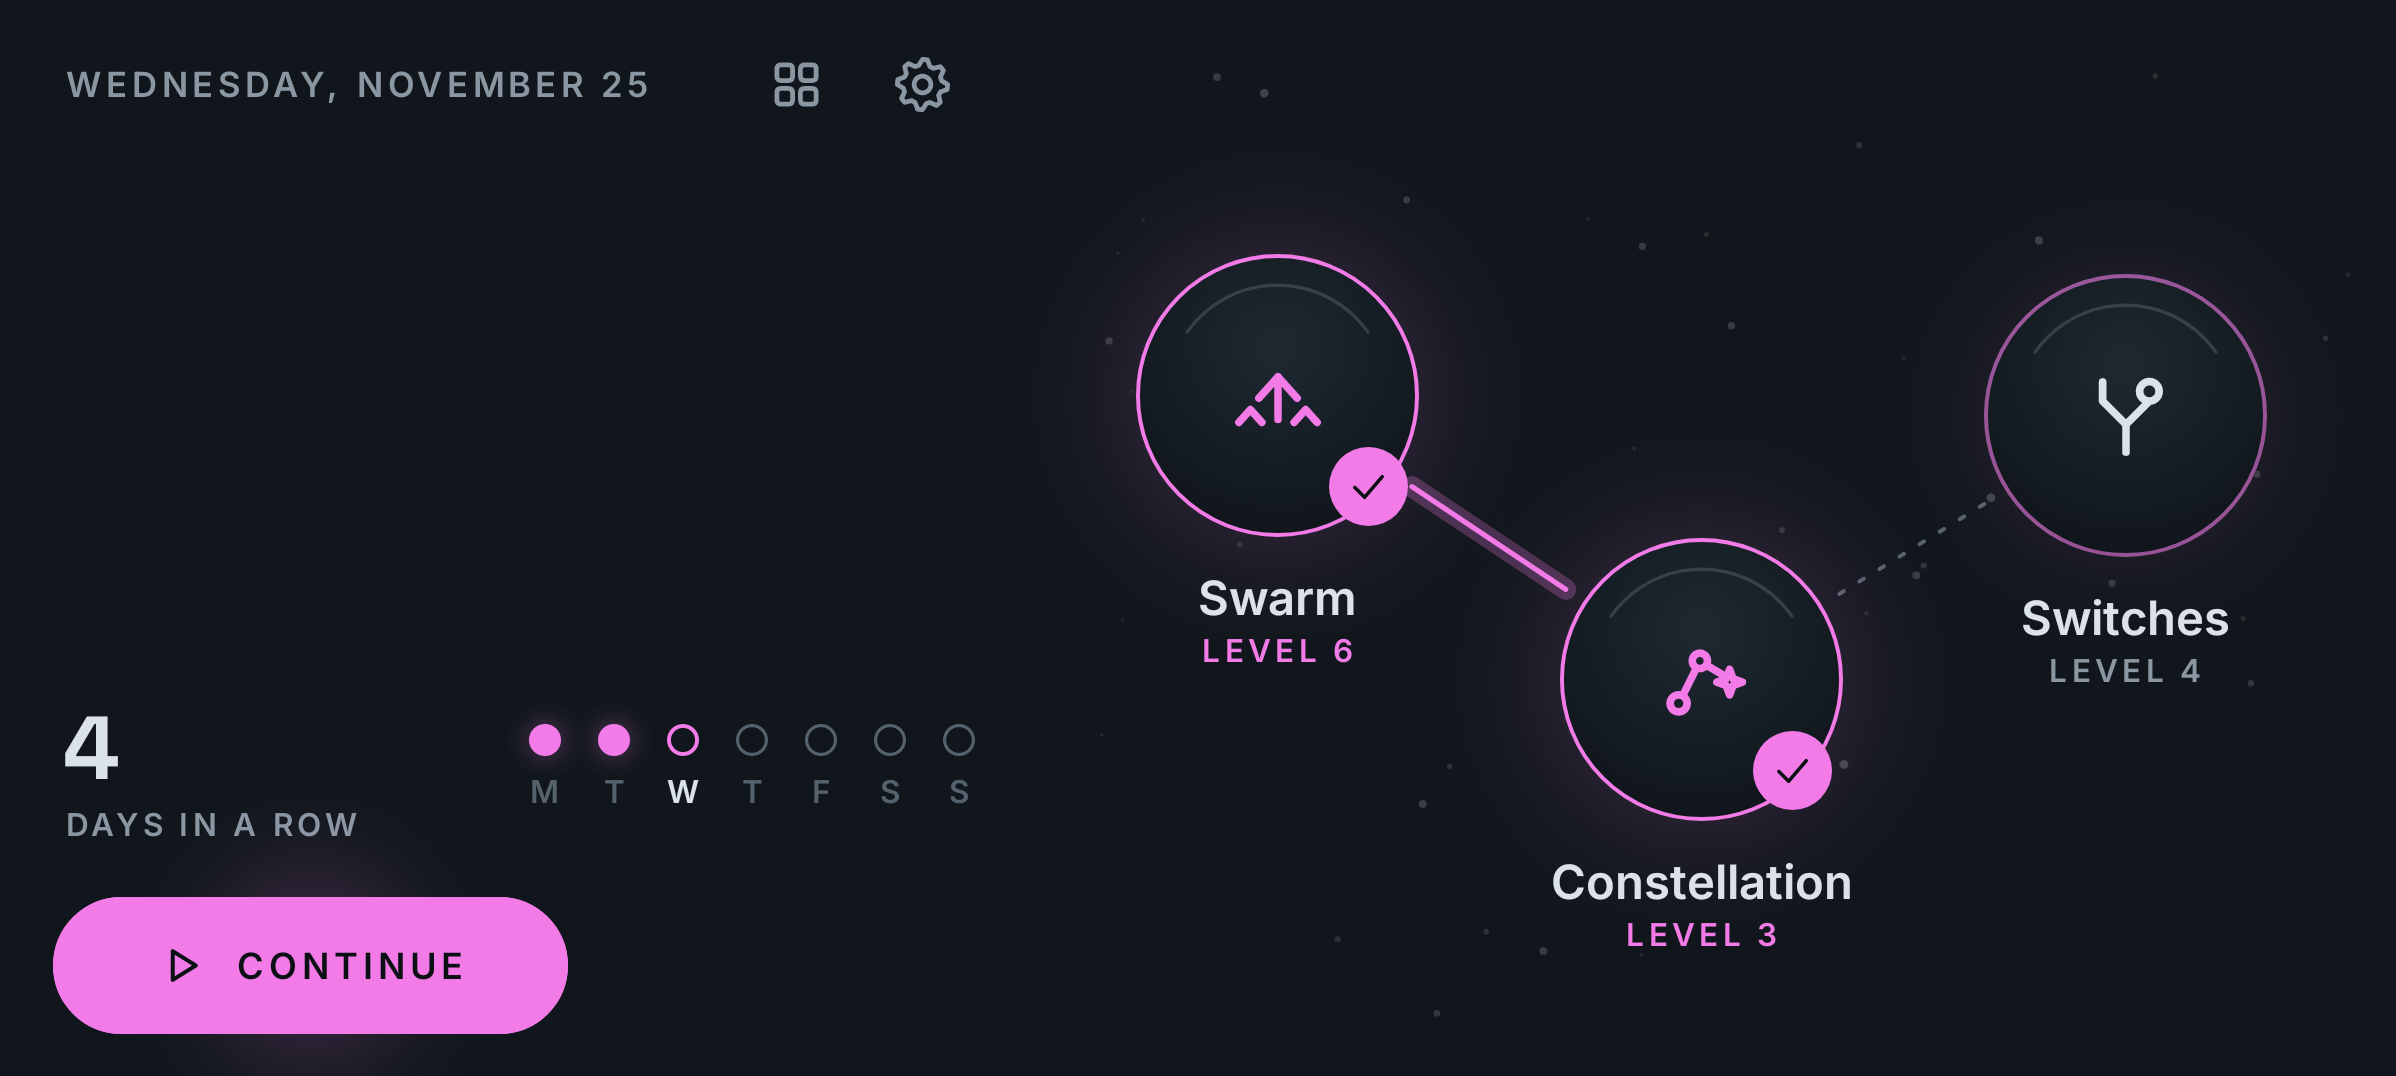 WEDNESDAY, NOVEMBER 25
4
DAYS IN A ROW
M T W T F S S
CONTINUE
Swarm
LEVEL 6
Constellation
LEVEL 3
Switches
LEVEL 4